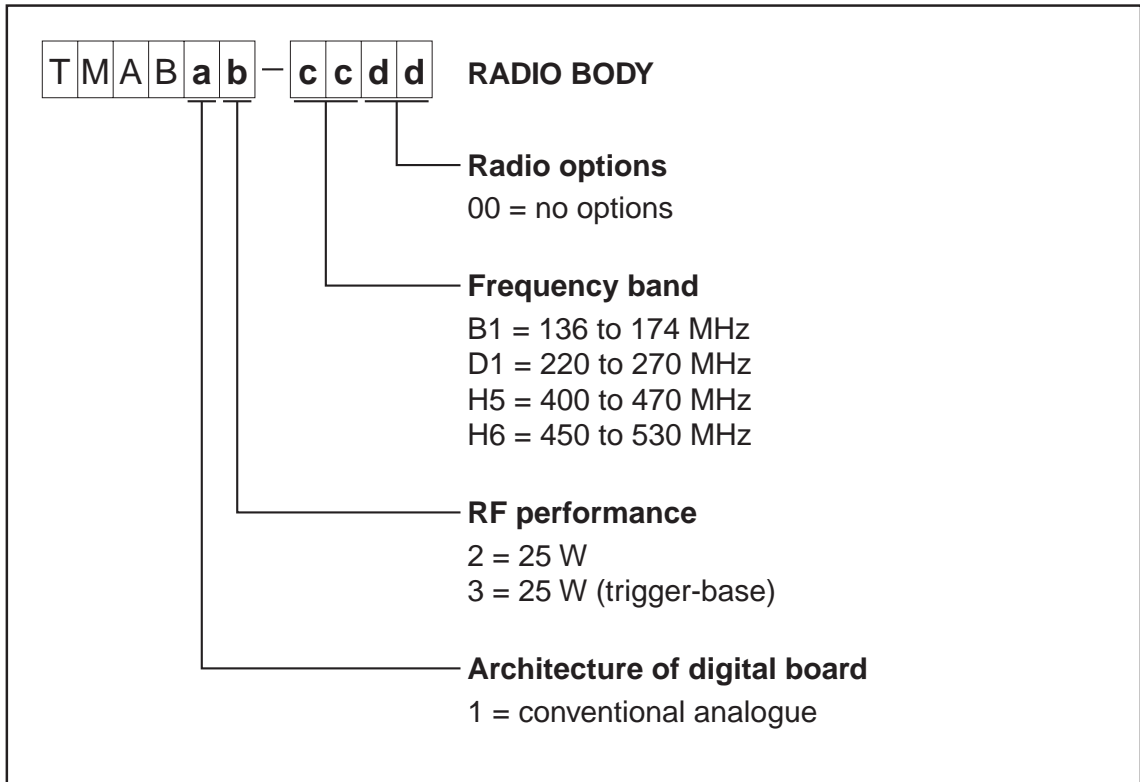 TMABab – ccdd RADIO BODY
Radio options
00 = no options
Frequency band
B1 = 136 to 174 MHz
D1 = 220 to 270 MHz
H5 = 400 to 470 MHz
H6 = 450 to 530 MHz
RF performance
2 = 25 W
3 = 25 W (trigger-base)
Architecture of digital board
1 = conventional analogue